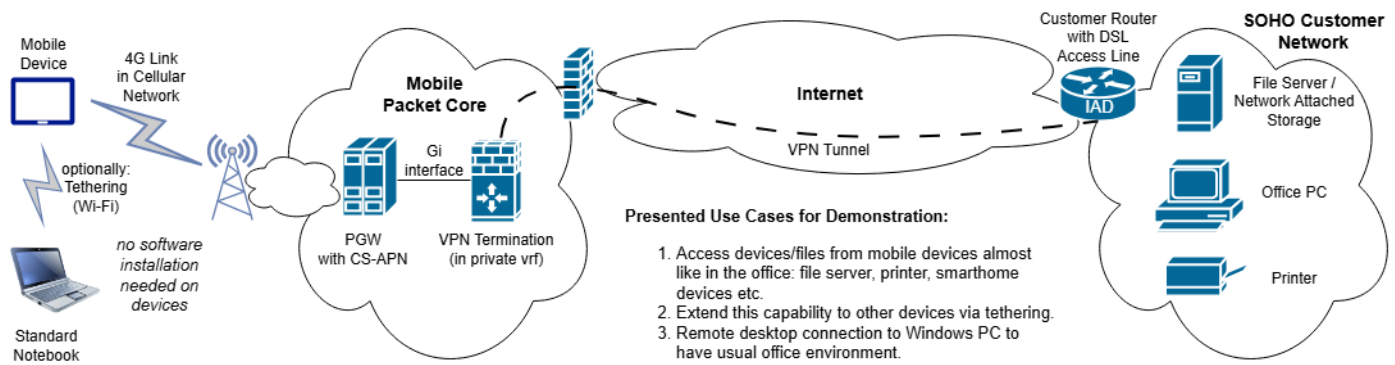 Mobile
Device
4G Link
in Cellular
Network
optionally:
Tethering
(Wi-Fi)
no software
installation
needed on
devices
Standard
Notebook
Mobile
Packet Core
Gi
interface
PGW
with CS-APN
VPN Termination
(in private vrf)
Internet
VPN Tunnel
Customer Router
with DSL
Access Line
IAD
SOHO Customer
Network
File Server /
Network Attached
Storage
Office PC
Printer
Presented Use Cases for Demonstration:
1. Access devices/files from mobile devices almost
like in the office: file server, printer, smarthome
devices etc.
2. Extend this capability to other devices via tethering.
3. Remote desktop connection to Windows PC to
have usual office environment.